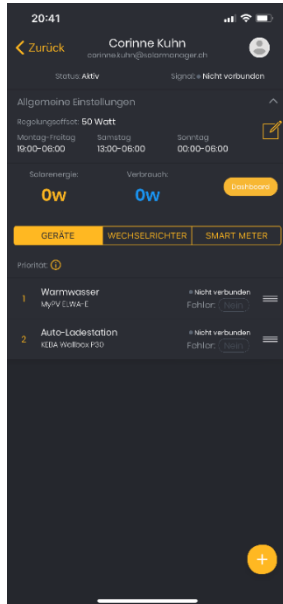 20:41
Zurück
Corinne Kuhn
corinne.kuhn@solarmanager.ch
Status: Aktiv Signal: Nicht verbunden
Allgemeine Einstellungen
Regelungsoffset: 50 Watt
Montag-Freitag Samstag Sonntag
19:00-06:00 13:00-06:00 00:00-06:00
Solarenergie: Verbrauch:
0w 0w Dashboard
GERÄTE WECHSELRICHTER SMART METER
Priorität:
1 Warmwasser Nicht verbunden
MyPV ELWA-E Fehler: Nein
2 Auto-Ladestation Nicht verbunden
KEBA Wallbox P30 Fehler: Nein
+